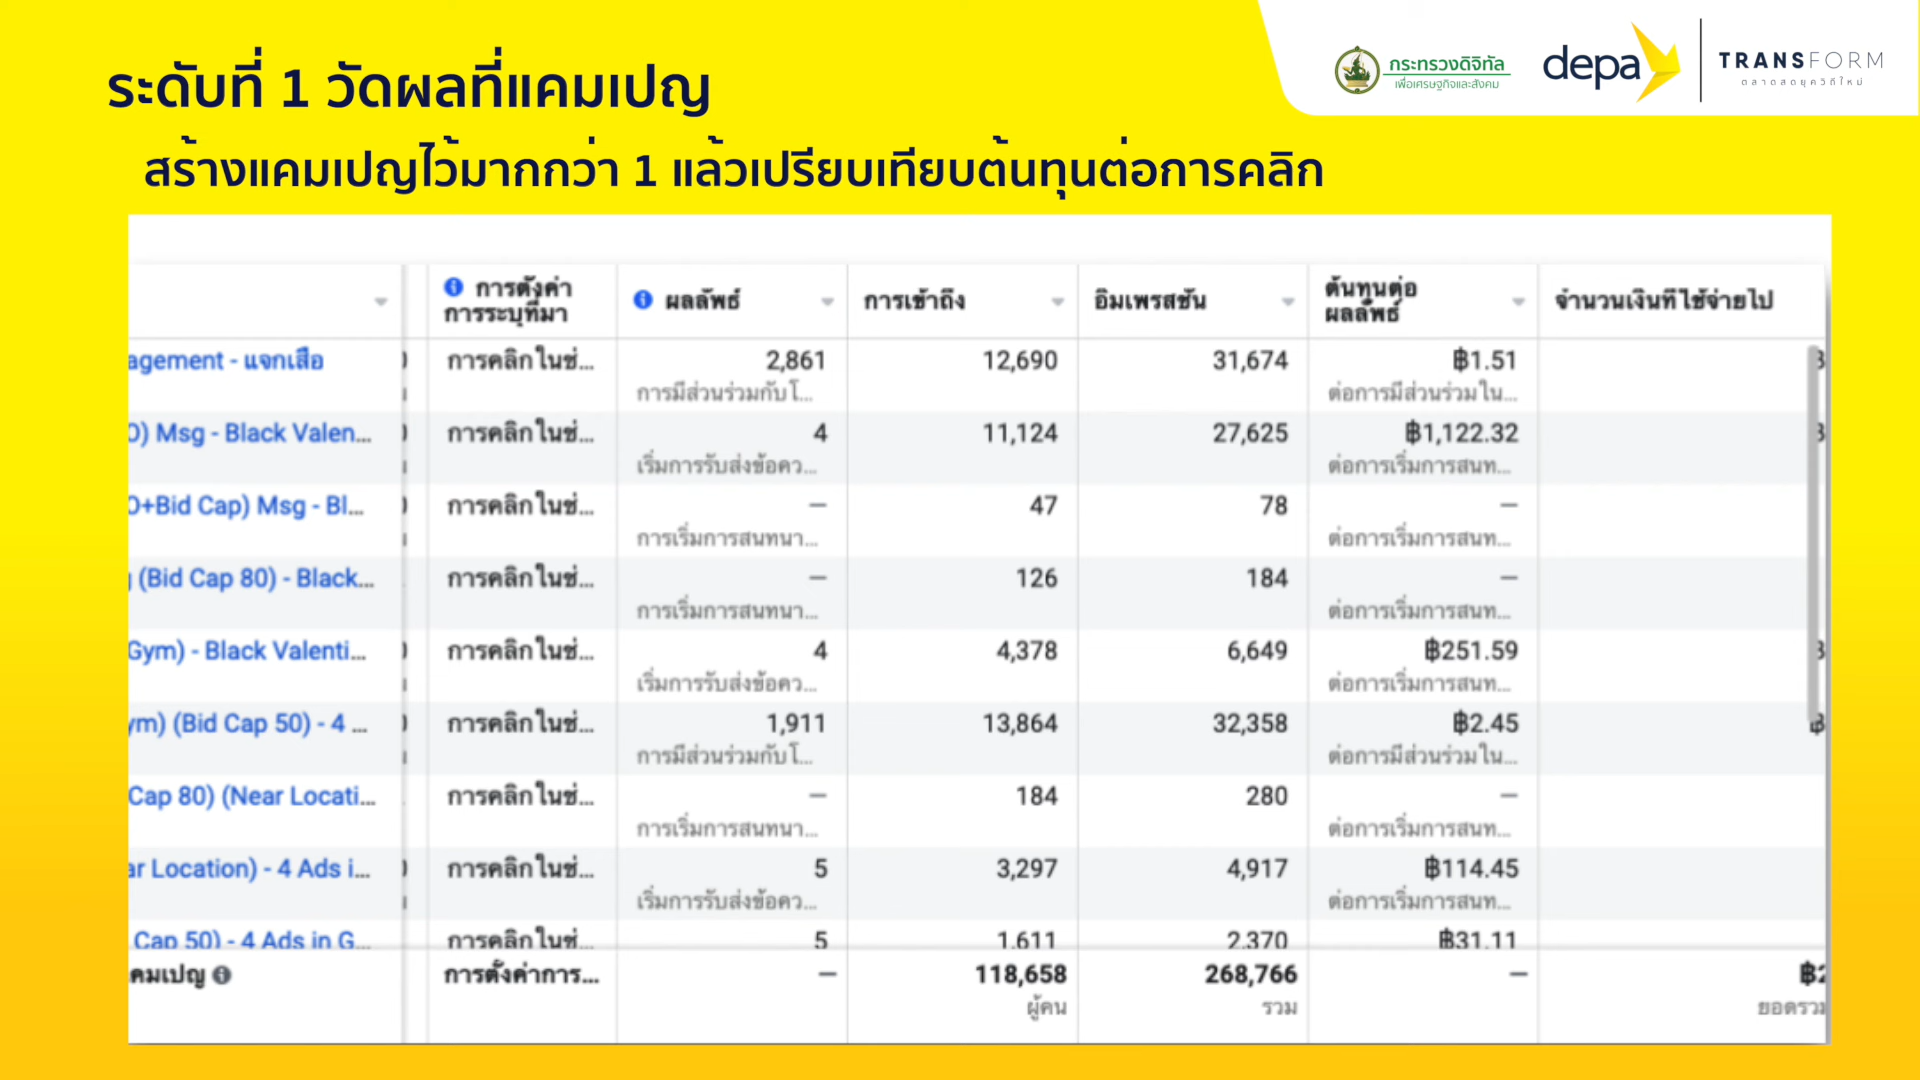 ระดับที่ 1 วัดผลที่แคมเปญ
กระทรวงดิจิทัล
เพื่อเศรษฐกิจและสังคม
depa
TRANSFORM
ตลาดสดยุควิถีใหม่
สร้างแคมเปญไว้มากกว่า 1 แล้วเปรียบเทียบต้นทุนต่อการคลิก
การตั้งค่า
การระบุที่มา
ผลลัพธ์
การเข้าถึง
อิมเพรสชัน
ต้นทุนต่อ
ผลลัพธ์
จำนวนเงินที่ใช้จ่ายไป
agement - แจกเสื้อ การคลิกในช่... 2,861 12,690 31,674 ฿1.51
การมีส่วนร่วมกับโ... ต่อการมีส่วนร่วมใน...
O) Msg - Black Valen... การคลิกในช่... 4 11,124 27,625 ฿1,122.32
เริ่มการรับส่งข้อคว... ต่อการเริ่มการสนท...
O+Bid Cap) Msg - Bl... การคลิกในช่... — 47 78 —
การเริ่มการสนทนา... ต่อการเริ่มการสนท...
(Bid Cap 80) - Black... การคลิกในช่... — 126 184 —
การเริ่มการสนทนา... ต่อการเริ่มการสนท...
Gym) - Black Valenti... การคลิกในช่... 4 4,378 6,649 ฿251.59
เริ่มการรับส่งข้อคว... ต่อการเริ่มการสนท...
ym) (Bid Cap 50) - 4 ... การคลิกในช่... 1,911 13,864 32,358 ฿2.45
การมีส่วนร่วมกับโ... ต่อการมีส่วนร่วมใน...
Cap 80) (Near Locati... การคลิกในช่... — 184 280 —
การเริ่มการสนทนา... ต่อการเริ่มการสนท...
ar Location) - 4 Ads i... การคลิกในช่... 5 3,297 4,917 ฿114.45
เริ่มการรับส่งข้อคว... ต่อการเริ่มการสนท...
Cap 50) - 4 Ads in G... การคลิกในช่... 5 1,611 2,370 ฿31.11
คมเปญ การตั้งค่าการ... — 118,658 268,766 — ฿2
ผู้คน รวม ยอดรวม